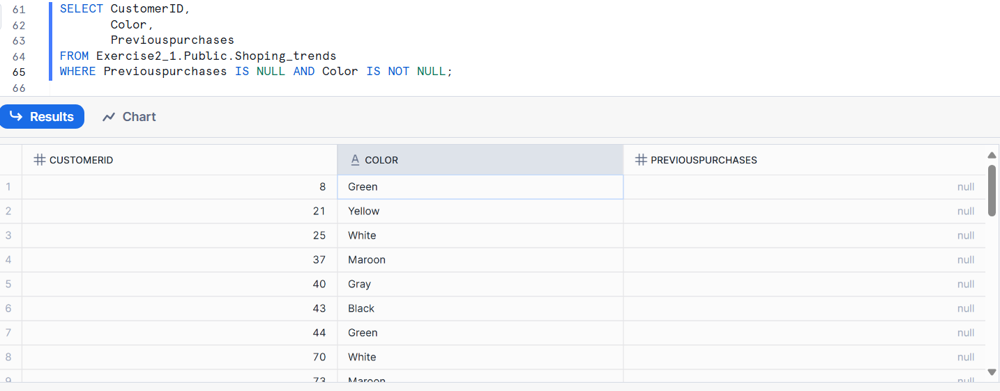 61 SELECT CustomerID,
62 Color,
63 Previouspurchases
64 FROM Exercise2_1.Public.Shoping_trends
65 WHERE Previouspurchases IS NULL AND Color IS NOT NULL;
66
Results Chart
CUSTOMERID COLOR PREVIOUSPURCHASES
1 8 Green null
2 21 Yellow null
3 25 White null
4 37 Maroon null
5 40 Gray null
6 43 Black null
7 44 Green null
8 70 White null
9 73 Maroon null